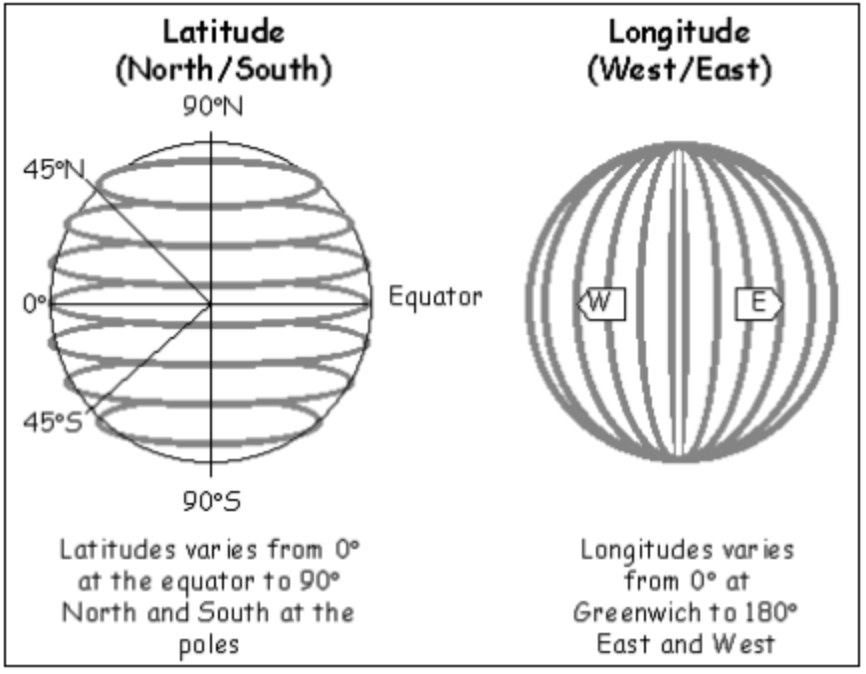 Latitude
(North/South)
90°N
45°N
0°
Equator
45°S
90°S
Latitudes varies from 0°
at the equator to 90°
North and South at the
poles
Longitude
(West/East)
W
E
Longitudes varies
from 0° at
Greenwich to 180°
East and West